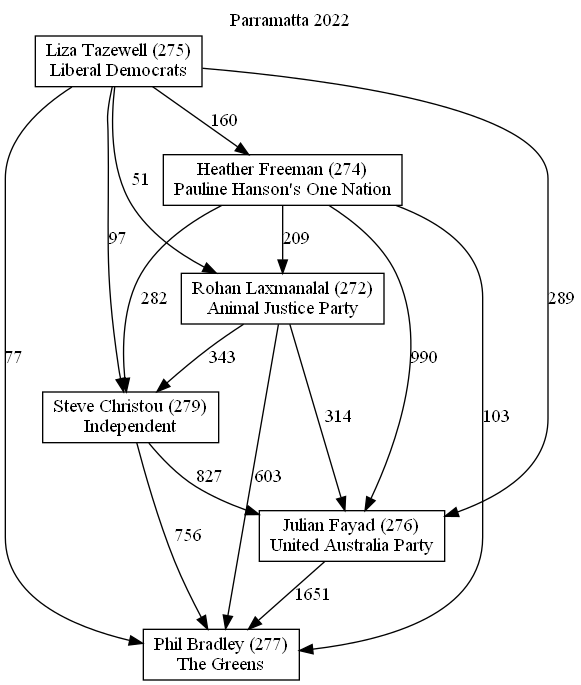 Parramatta 2022
Liza Tazewell (275)
Liberal Democrats
160
Heather Freeman (274)
Pauline Hanson's One Nation
51
97
209
Rohan Laxmanalal (272)
Animal Justice Party
282
289
77
343
990
Steve Christou (279)
Independent
314
103
827
603
Julian Fayad (276)
United Australia Party
756
1651
Phil Bradley (277)
The Greens